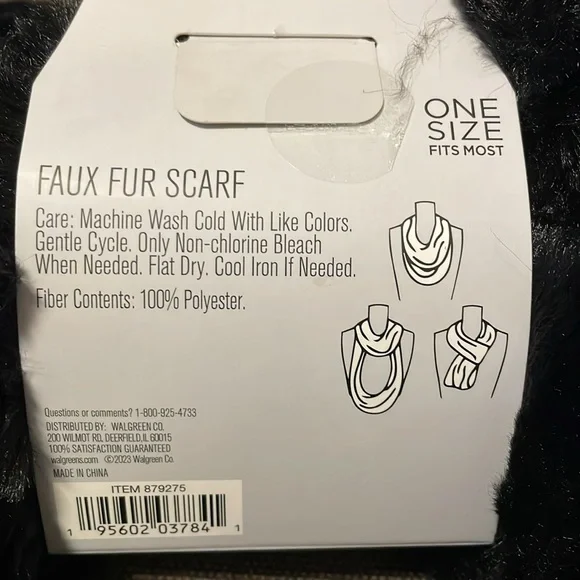 ONE
SIZE
FITS MOST
FAUX FUR SCARF
Care: Machine Wash Cold With Like Colors.
Gentle Cycle. Only Non-chlorine Bleach
When Needed. Flat Dry. Cool Iron If Needed.
Fiber Contents: 100% Polyester.
Questions or comments? 1-800-925-4733
DISTRIBUTED BY: WALGREEN CO.
200 WILMOT RD, DEERFIELD,IL 60015
100% SATISFACTION GUARANTEED
walgreens.com ©2023 Walgreen Co.
MADE IN CHINA
ITEM 879275
1 95602 03784 1